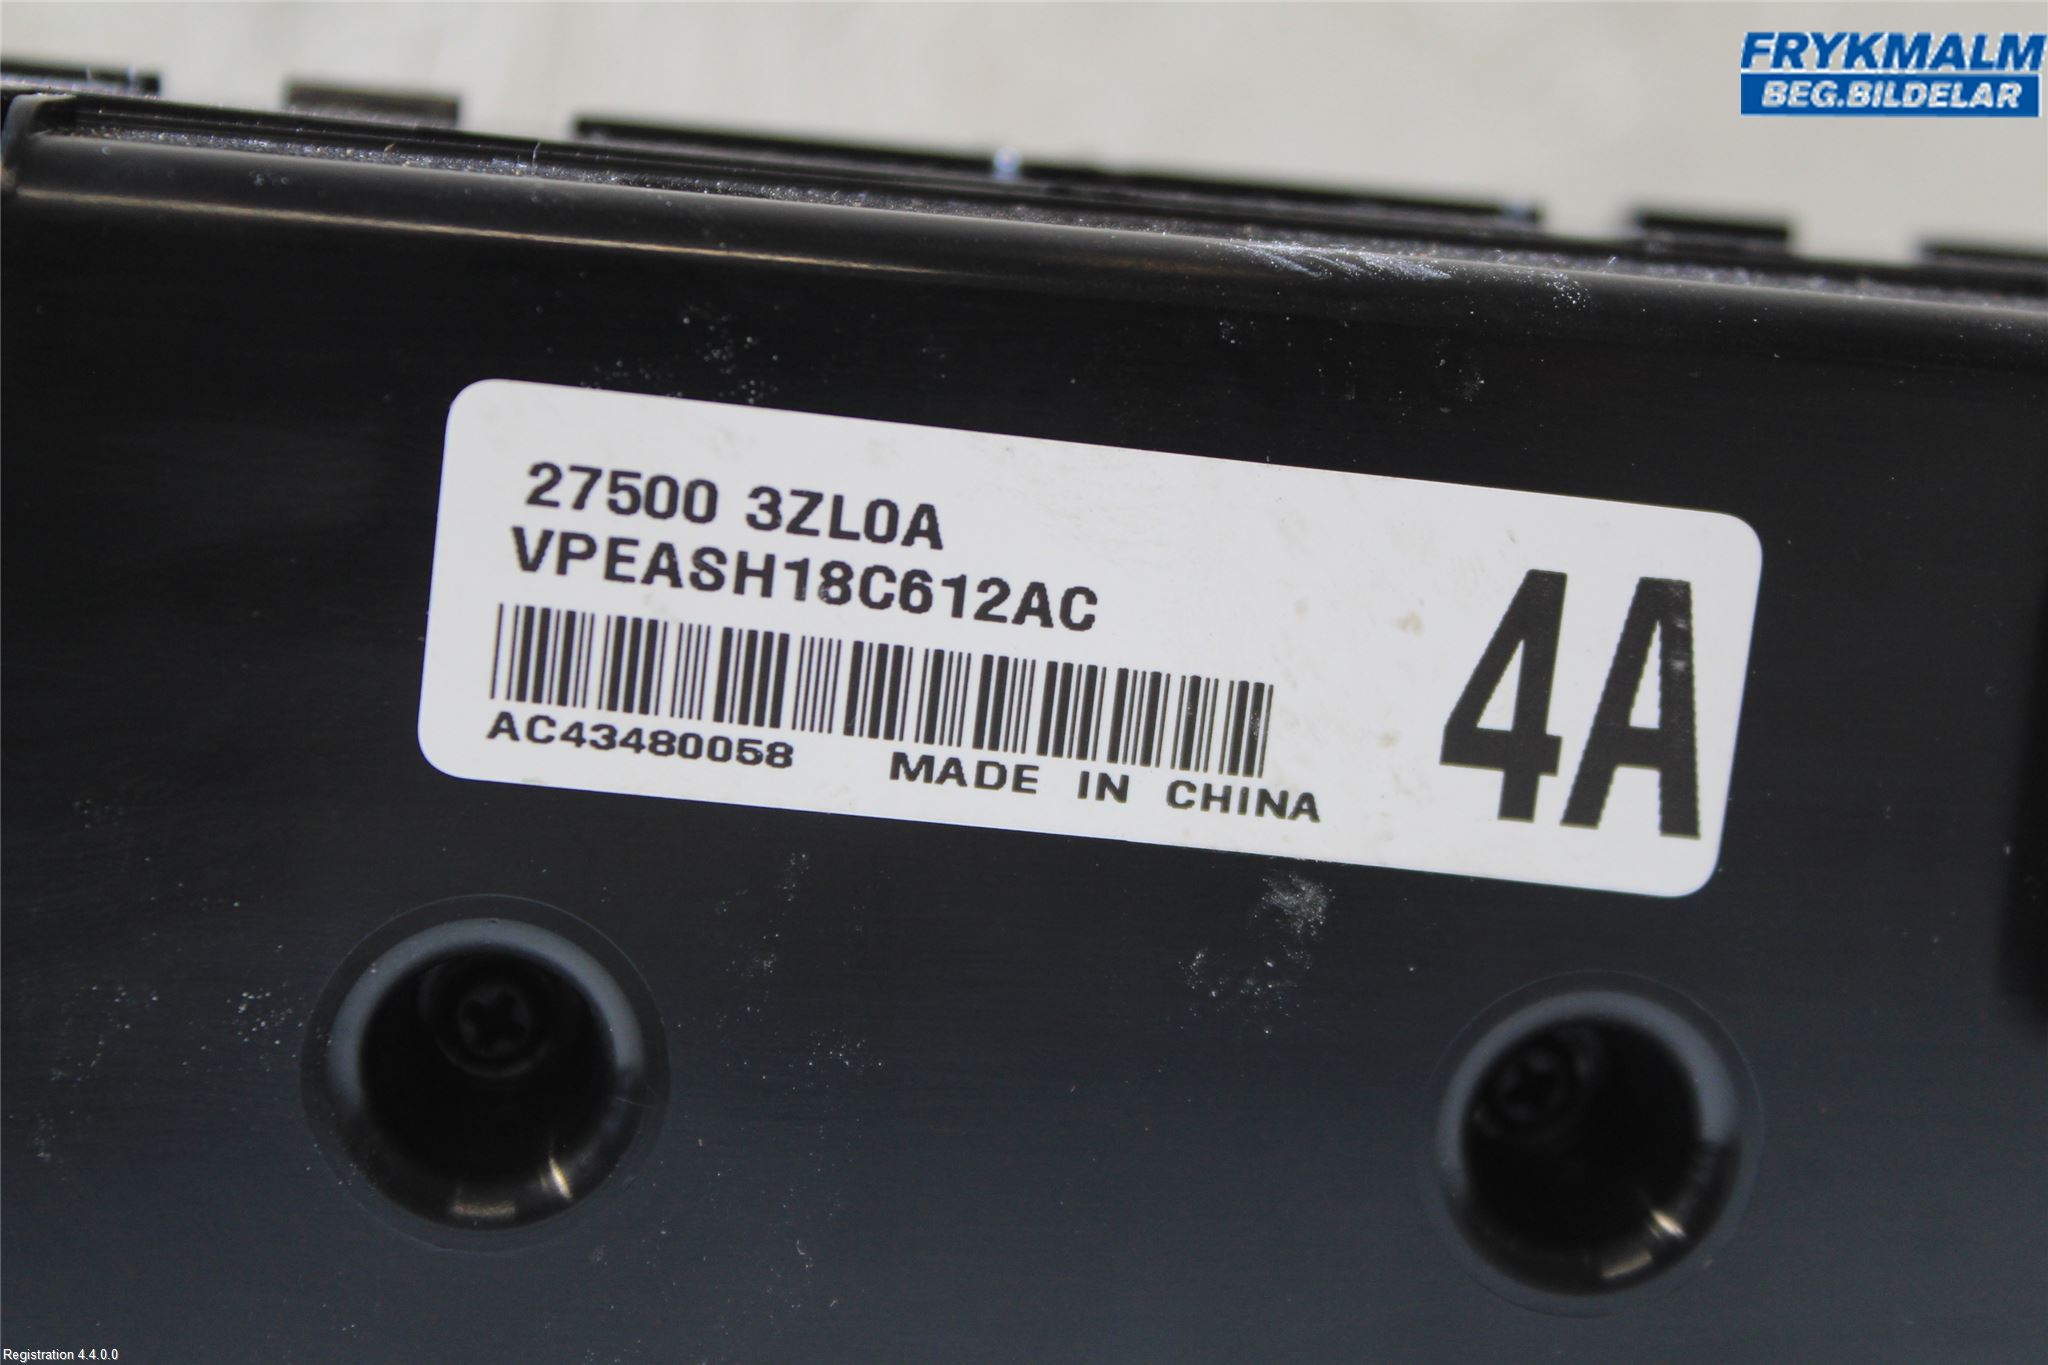 FRYKMALM
BEG.BILDELAR
27500 3ZL0A
VPEASH18C612AC
4A
AC43480058 MADE IN CHINA
Registration 4.4.0.0